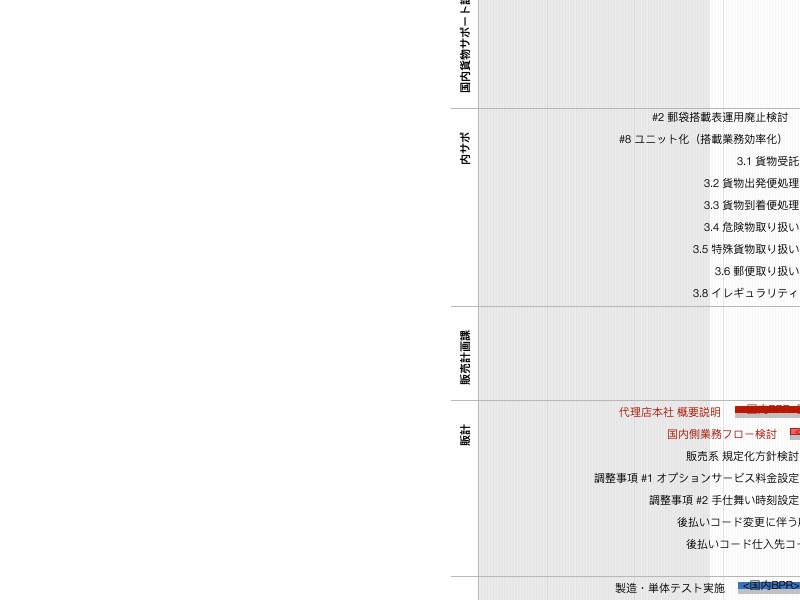 国内貨物サポート
#2 郵袋搭載表運用廃止検討
内サポ
#8 ユニット化（搭載業務効率化）
3.1 貨物受託
3.2 貨物出発便処理
3.3 貨物到着便処理
3.4 危険物取り扱い
3.5 特殊貨物取り扱い
3.6 郵便取り扱い
3.8 イレギュラリティ
販売計画課
代理店本社 概要説明
販計
国内側業務フロー検討
販売系 規定化方針検討
調整事項 #1 オプションサービス料金設定
調整事項 #2 手仕舞い時刻設定
後払いコード変更に伴う
後払いコード仕入先コー
製造・単体テスト実施
<国内BPR>